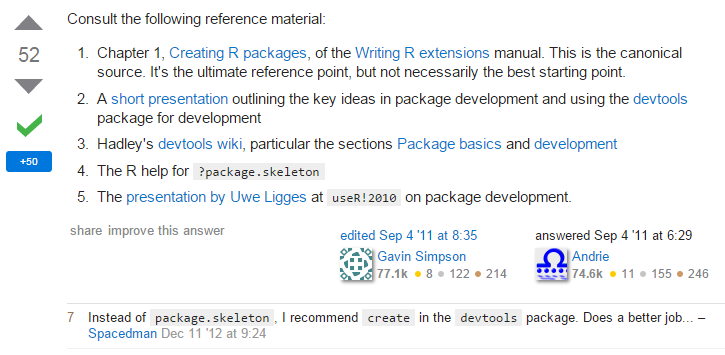 Consult the following reference material:
52
1. Chapter 1, Creating R packages, of the Writing R extensions manual. This is the canonical
source. It's the ultimate reference point, but not necessarily the best starting point.
2. A short presentation outlining the key ideas in package development and using the devtools
package for development
3. Hadley's devtools wiki, particular the sections Package basics and development
+50
4. The R help for ?package.skeleton
5. The presentation by Uwe Ligges at useR!2010 on package development.
share improve this answer
edited Sep 4 '11 at 8:35
Gavin Simpson
77.1k ● 8 ● 122 ● 214
answered Sep 4 '11 at 6:29
Andrie
74.6k ● 11 ● 155 ● 246
7 Instead of package.skeleton, I recommend create in the devtools package. Does a better job... –
Spacedman Dec 11 '12 at 9:24